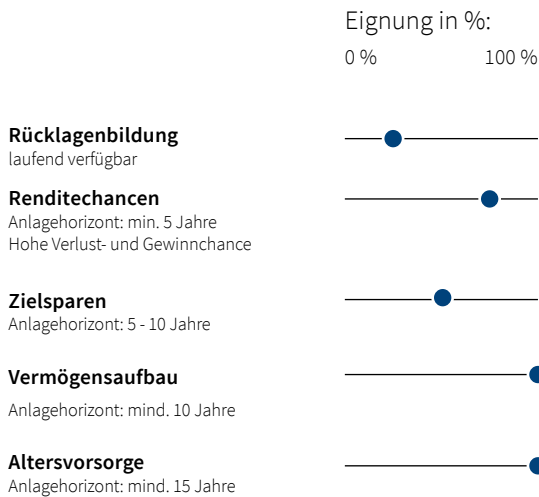 Eignung in %:
0 % 100 %
Rücklagenbildung
laufend verfügbar
Renditechancen
Anlagehorizont: min. 5 Jahre
Hohe Verlust- und Gewinnchance
Zielsparen
Anlagehorizont: 5 - 10 Jahre
Vermögensaufbau
Anlagehorizont: mind. 10 Jahre
Altersvorsorge
Anlagehorizont: mind. 15 Jahre